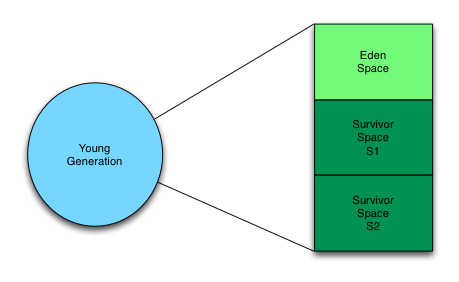 Young
Generation
Eden
Space
Survivor
Space
S1
Survivor
Space
S2